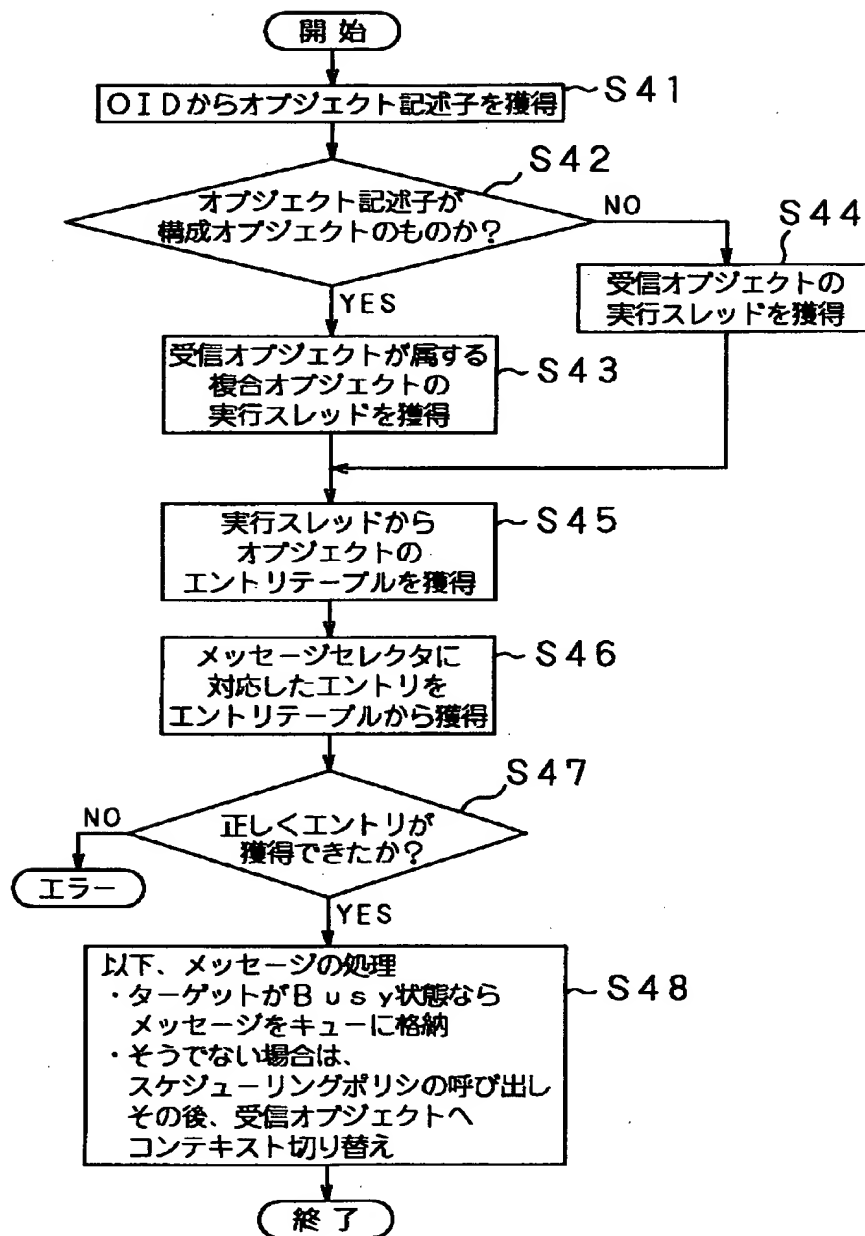 開始
OIDからオブジェクト記述子を獲得
S41
S42
オブジェクト記述子が
構成オブジェクトのものか?
NO
S44
受信オブジェクトの
実行スレッドを獲得
YES
受信オブジェクトが属する
複合オブジェクトの
実行スレッドを獲得
S43
実行スレッドから
オブジェクトの
エントリテーブルを獲得
S45
メッセージセレクタに
対応したエントリを
エントリテーブルから獲得
S46
S47
正しくエントリが
獲得できたか?
NO
エラー
YES
以下、メッセージの処理
・ターゲットがBusy状態なら
メッセージをキューに格納
・そうでない場合は、
スケジューリングポリシの呼び出し
その後、受信オブジェクトへ
コンテキスト切り替え
S48
終了